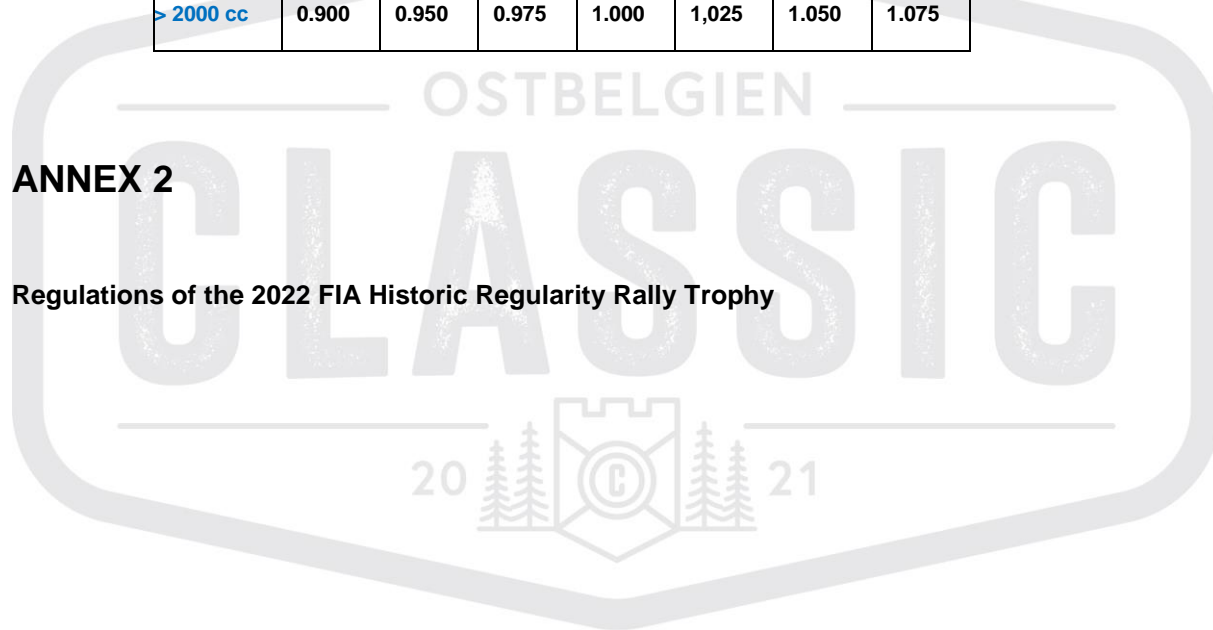 > 2000 cc 0.900 0.950 0.975 1.000 1,025 1.050 1.075
OSTBELGIEN
CLASSIC
ANNEX 2
Regulations of the 2022 FIA Historic Regularity Rally Trophy
20 C 21